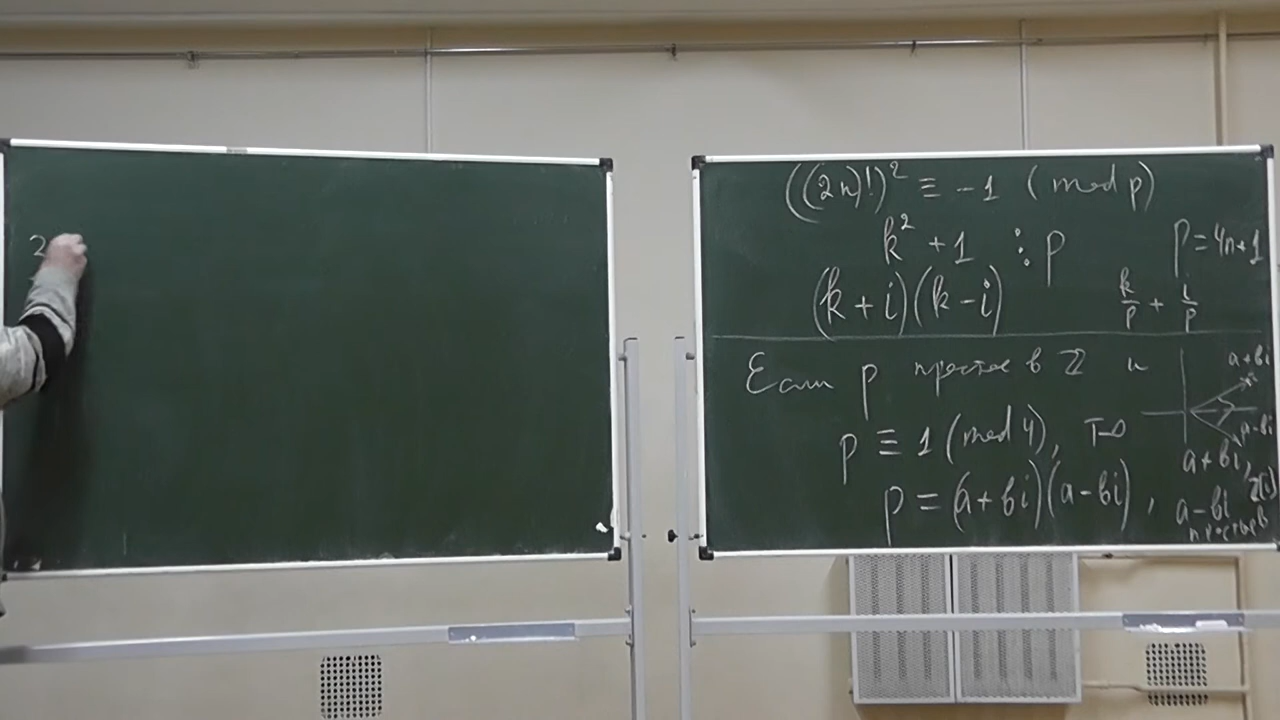 2
((2n)!)² ≡ -1 (mod p)
k² + 1 ⋮ p
p = 4n+1
(k + i)(k - i)
k/p + i/p
Если p простое в ℤ и
a+bi
a-bi
p ≡ 1 (mod 4), то
a+bi,
p = (a+bi)(a-bi),
a-bi
простые в
Z[i]